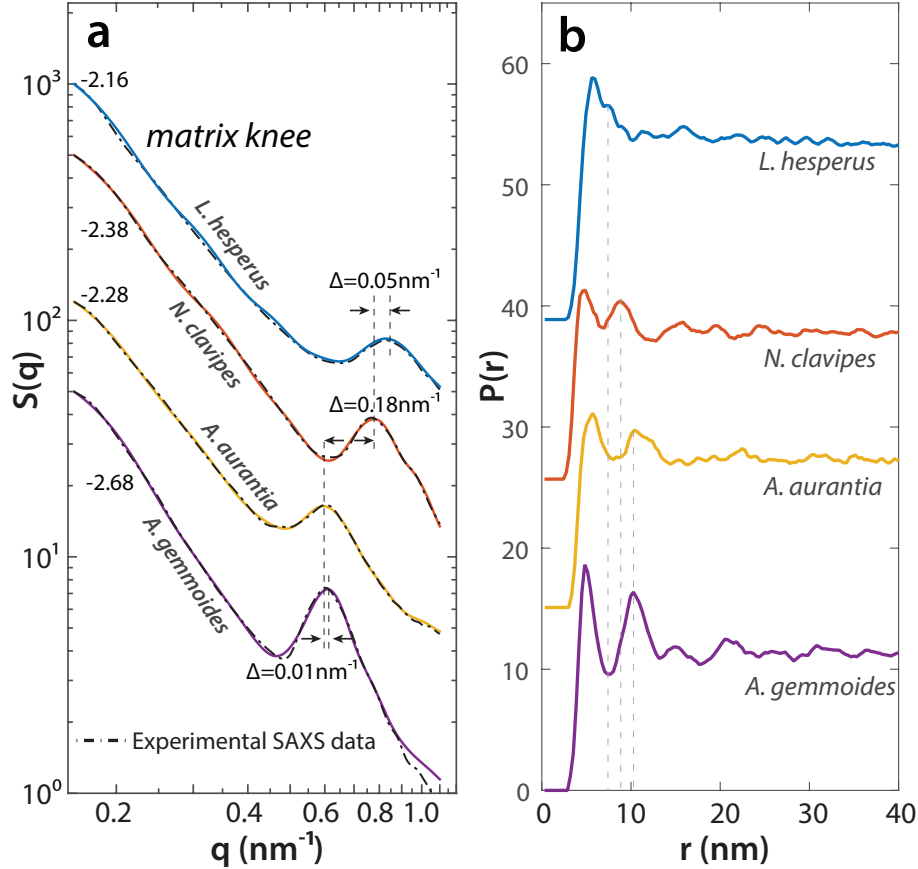 a
10³
10²
10¹
10⁰
S(q)
-2.16
matrix knee
L. hesperus
-2.38
Δ=0.05nm⁻¹
-2.28
N. clavipes
Δ=0.18nm⁻¹
A. aurantia
-2.68
A. gemmoides
Δ=0.01nm⁻¹
Experimental SAXS data
0.2
0.4
0.6
0.8
1.0
q (nm⁻¹)
b
60
50
40
30
20
10
0
P(r)
L. hesperus
N. clavipes
A. aurantia
A. gemmoides
0
10
20
30
40
r (nm)